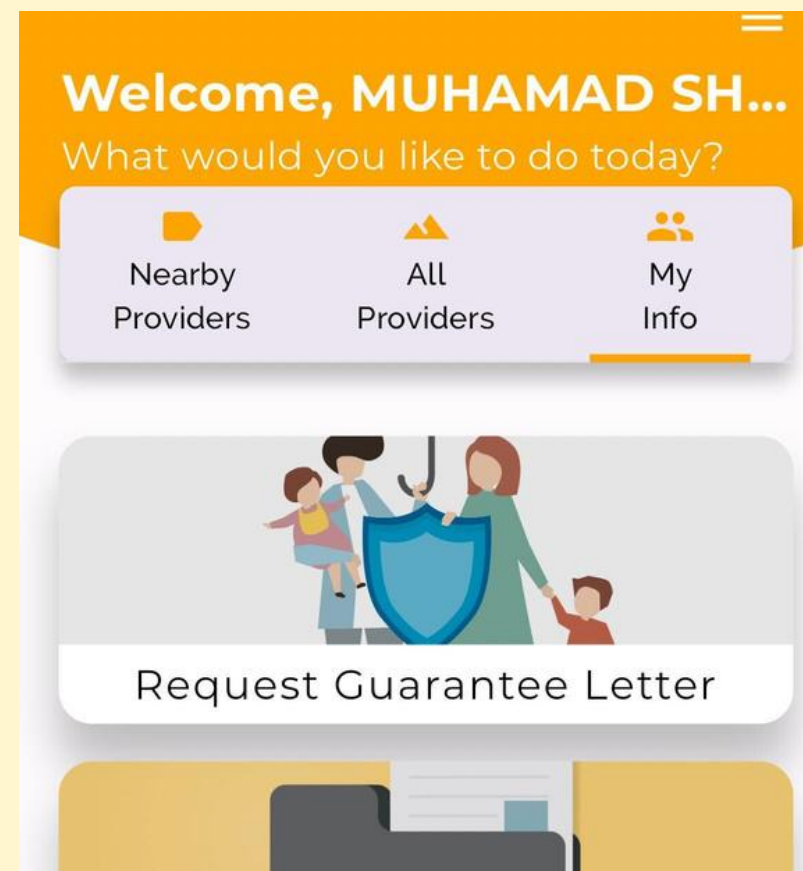 Welcome, MUHAMAD SH...
What would you like to do today?
Nearby
Providers
All
Providers
My
Info
Request Guarantee Letter